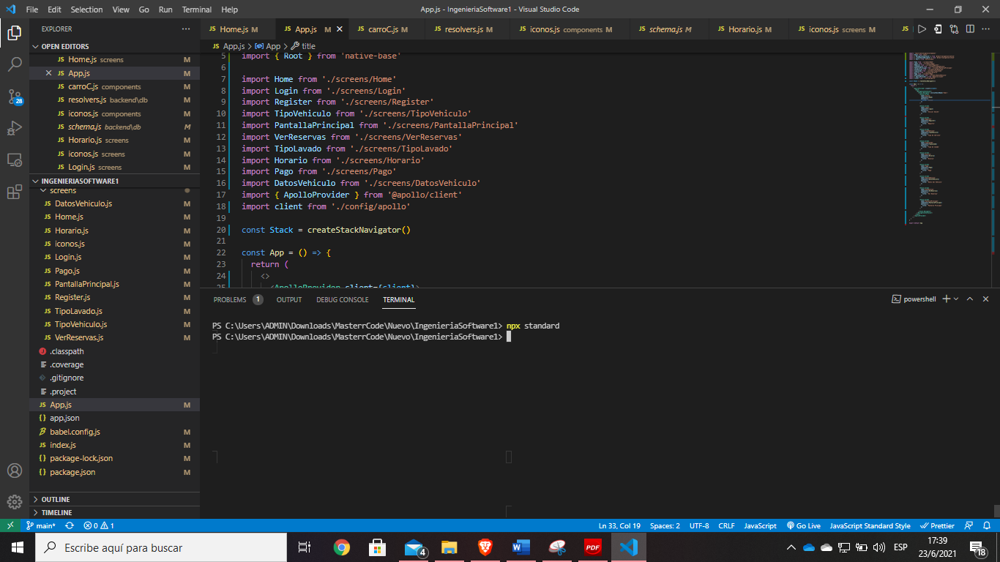 File Edit Selection View Go Run Terminal Help
App.js - IngenieriaSoftware1 - Visual Studio Code
EXPLORER
OPEN EDITORS
Home.js screens M
App.js M
carroC.js components M
resolvers.js backend\db M
iconos.js components M
schema.js backend\db M
Horario.js screens M
iconos.js screens M
Login.js screens M
INGENIERIASOFTWARE1
screens
DatosVehiculo.js M
Home.js M
Horario.js M
iconos.js M
Login.js M
Pago.js M
PantallaPrincipal.js M
Register.js M
TipoLavado.js M
TipoVehiculo.js M
VerReservas.js M
.classpath
.coverage
.gitignore
.project
App.js M
app.json
babel.config.js M
index.js M
package-lock.json M
package.json M
OUTLINE
TIMELINE
28
Home.js M App.js M carroC.js M resolvers.js M iconos.js components M schema.js M Horario.js M iconos.js screens M JS
App.js > App > title
5 import { Root } from 'native-base'
6
7 import Home from './screens/Home'
8 import Login from './screens/Login'
9 import Register from './screens/Register'
10 import TipoVehiculo from './screens/TipoVehiculo'
11 import PantallaPrincipal from './screens/PantallaPrincipal'
12 import VerReservas from './screens/VerReservas'
13 import TipoLavado from './screens/TipoLavado'
14 import Horario from './screens/Horario'
15 import Pago from './screens/Pago'
16 import DatosVehiculo from './screens/DatosVehiculo'
17 import { ApolloProvider } from '@apollo/client'
18 import client from './config/apollo'
19
20 const Stack = createStackNavigator()
21
22 const App = () => {
23 return (
24 <>
25 <ApolloProvider client={client}>
PROBLEMS 1 OUTPUT DEBUG CONSOLE TERMINAL
powershell
PS C:\Users\ADMIN\Downloads\MasterrCode\Nuevo\IngenieriaSoftware1> npx standard
PS C:\Users\ADMIN\Downloads\MasterrCode\Nuevo\IngenieriaSoftware1>
main* 0 1
Ln 33, Col 19 Spaces: 2 UTF-8 CRLF JavaScript Go Live JavaScript Standard Style Prettier
Escribe aquí para buscar
4
PDF
ESP
17:39
23/6/2021
18